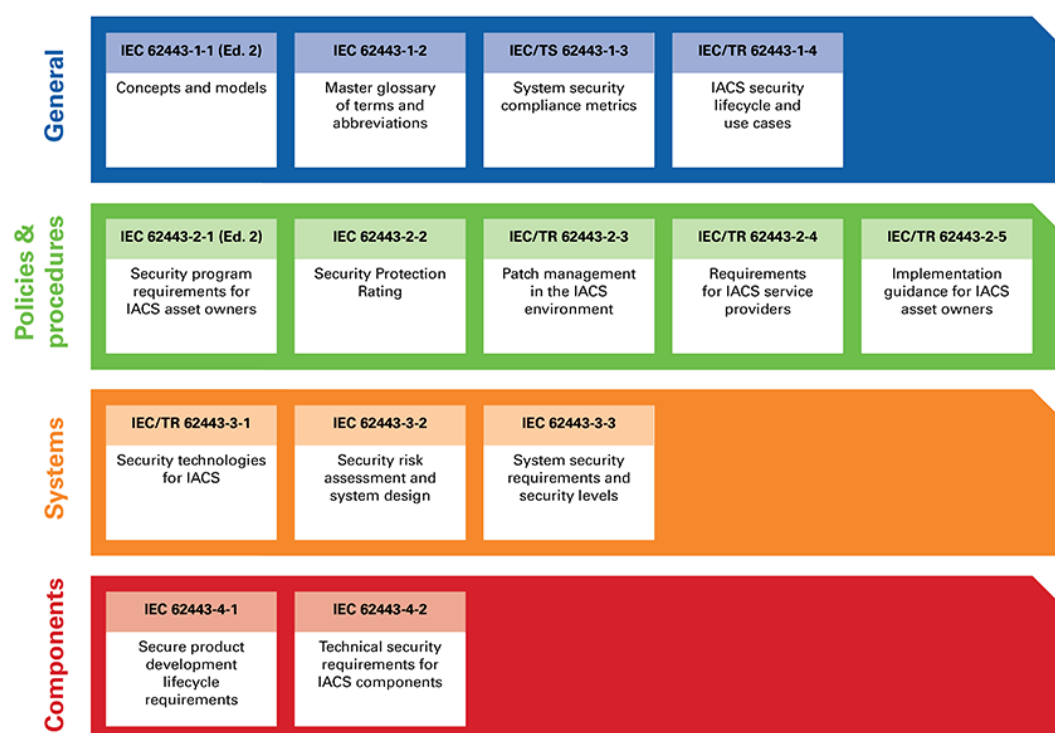 General
IEC 62443-1-1 (Ed. 2)
Concepts and models
IEC 62443-1-2
Master glossary
of terms and
abbreviations
IEC/TS 62443-1-3
System security
compliance metrics
IEC/TR 62443-1-4
IACS security
lifecycle and
use cases
Policies &
procedures
IEC 62443-2-1 (Ed. 2)
Security program
requirements for
IACS asset owners
IEC 62443-2-2
Security Protection
Rating
IEC/TR 62443-2-3
Patch management
in the IACS
environment
IEC/TR 62443-2-4
Requirements
for IACS service
providers
IEC/TR 62443-2-5
Implementation
guidance for IACS
asset owners
Systems
IEC/TR 62443-3-1
Security technologies
for IACS
IEC 62443-3-2
Security risk
assessment and
system design
IEC 62443-3-3
System security
requirements and
security levels
Components
IEC 62443-4-1
Secure product
development
lifecycle
requirements
IEC 62443-4-2
Technical security
requirements for
IACS components